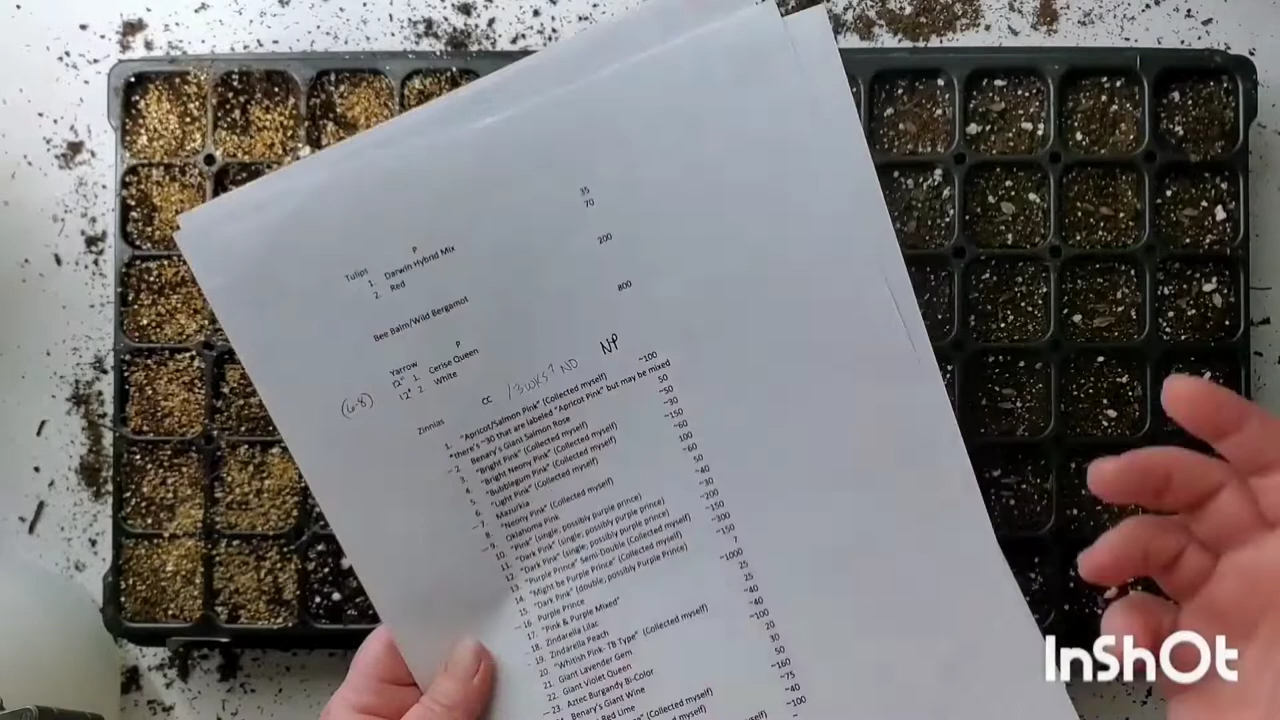 35
70
P
Tulips
1. Darwin Hybrid Mix
2. Red
200
Bee Balm/Wild Bergamot
800
P
Yarrow
12" 1. Cerise Queen
12" 2. White
(6-8)
Zinnias CC /3WKS↑ NO NP
1. "Apricot/Salmon Pink" (Collected myself) ~100
*there's ~30 that are labeled "Apricot Pink" but may be mixed
2. Benary's Giant Salmon Rose 50
3. "Bright Pink" (Collected myself) ~50
4. "Bright Neony Pink" (Collected myself) ~30
5. "Bubblegum Pink" (Collected myself) ~150
6. "Light Pink" (Collected myself) ~60
7. Mazurkia 100
8. "Neony Pink" (Collected myself) ~60
9. Oklahoma Pink 50
10. "Pink" (single, possibly purple prince) ~40
11. "Dark Pink" (single, possibly purple prince) ~30
12. "Dark Pink" (single, possibly purple prince) ~200
13. "Purple Prince" Semi-Double (Collected myself) ~150
14. "Might be Purple Prince" (Collected myself) ~300
15. "Dark Pink" (double, possibly Purple Prince) ~150
16. Purple Prince 7
17. "Pink & Purple Mixed" ~1000
18. Zindarella Lilac 25
19. Zindarella Peach 25
20. "Whitish Pink- TB Type" (Collected myself) ~40
21. Giant Lavender Gem ~40
22. Giant Violet Queen ~100
23. Aztec Burgandy Bi-Color 20
Benary's Giant Wine 30
Red Lime 50
(Collected myself) ~160
myself) ~75
~40
~100
InShOt